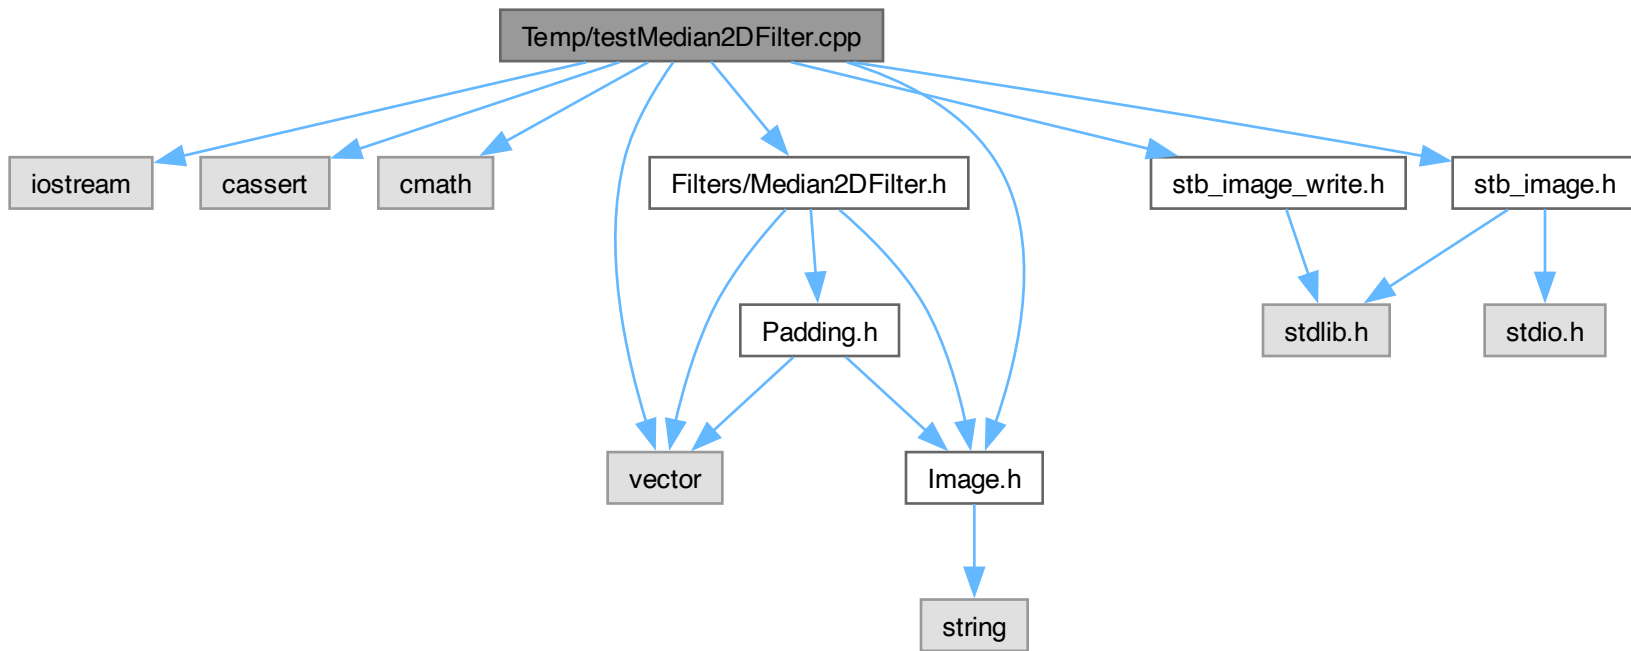 Temp/testMedian2DFilter.cpp
iostream
cassert
cmath
Filters/Median2DFilter.h
stb_image_write.h
stb_image.h
Padding.h
stdlib.h
stdio.h
vector
Image.h
string